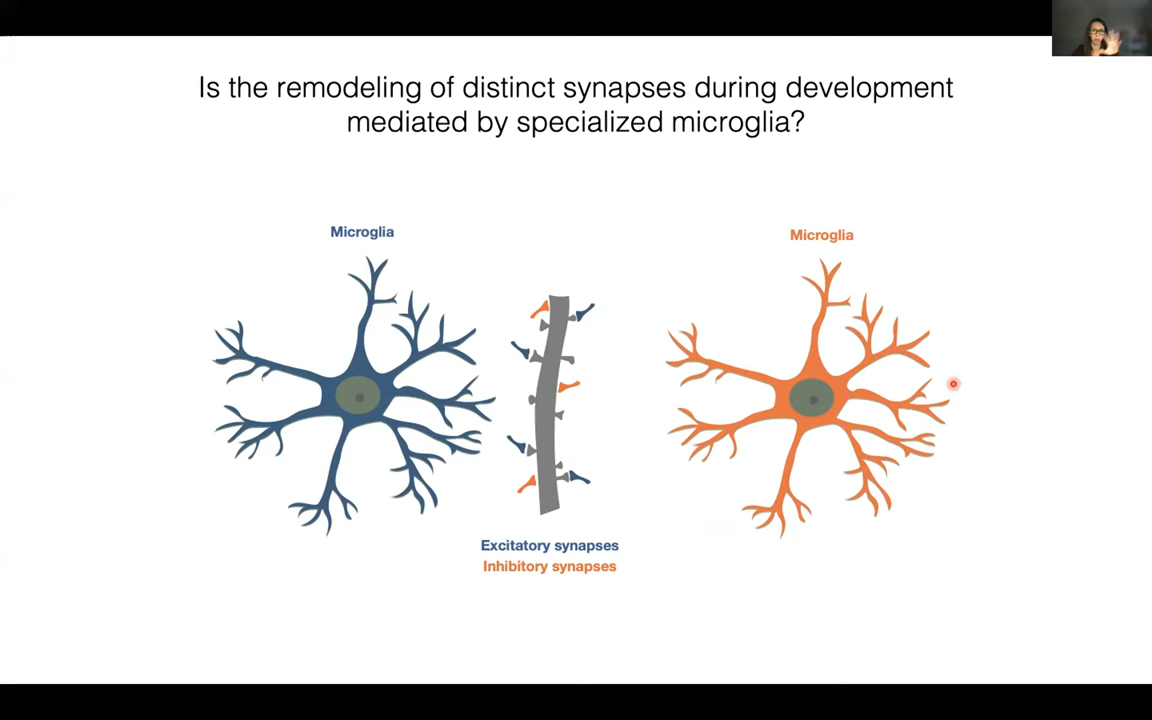 Is the remodeling of distinct synapses during development
mediated by specialized microglia?
Microglia
Microglia
Excitatory synapses
Inhibitory synapses